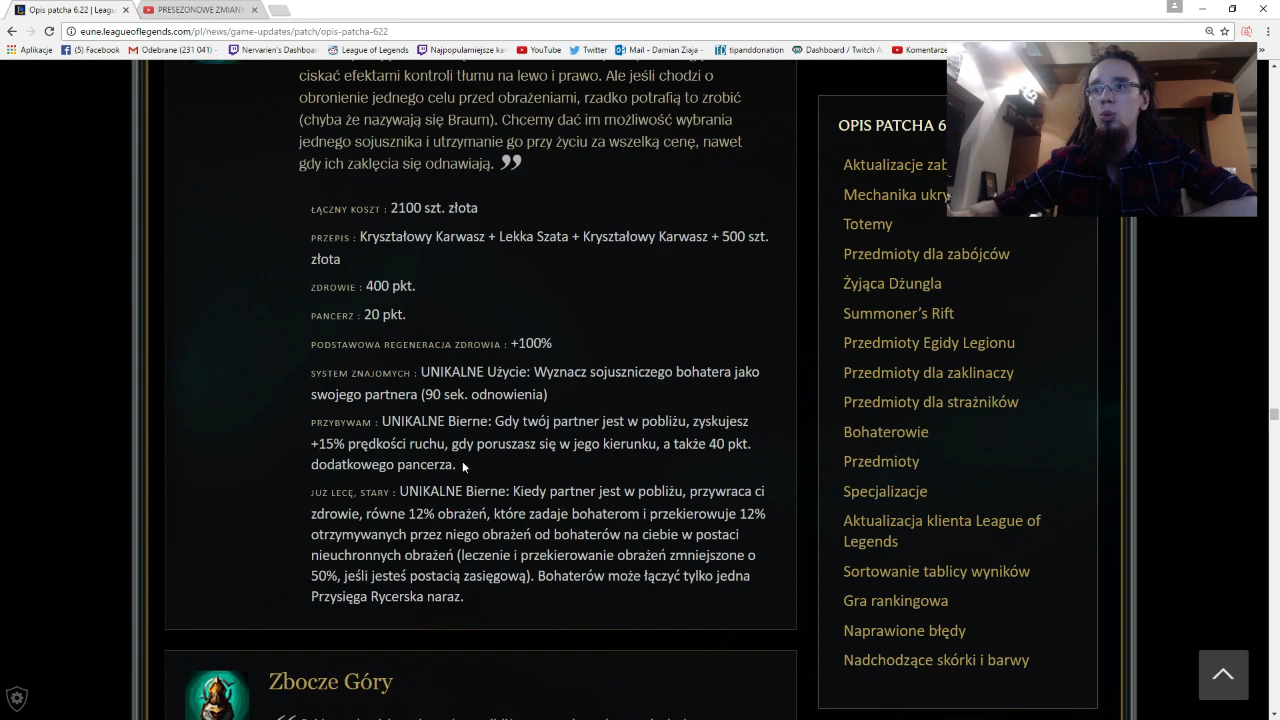 Opis patcha 6.22 | Leagu
PRESEZONOWE ZMIANY
eune.leagueoflegends.com/pl/news/game-updates/patch/opis-patcha-622
Aplikacje (5) Facebook Odebrane (231 041) - Nervarien's Dashboard League of Legends Najpopularniejsze kan YouTube Twitter Mail - Damian Ziaja - tipanddonation Dashboard / Twitch A Komentarze
ciskać efektami kontroli tłumu na lewo i prawo. Ale jeśli chodzi o
obronienie jednego celu przed obrażeniami, rzadko potrafią to zrobić
(chyba że nazywają się Braum). Chcemy dać im możliwość wybrania
jednego sojusznika i utrzymanie go przy życiu za wszelką cenę, nawet
gdy ich zaklęcia się odnawiają. ”
ŁĄCZNY KOSZT : 2100 szt. złota
PRZEPIS : Kryształowy Karwasz + Lekka Szata + Kryształowy Karwasz + 500 szt.
złota
ZDROWIE : 400 pkt.
PANCERZ : 20 pkt.
PODSTAWOWA REGENERACJA ZDROWIA : +100%
SYSTEM ZNAJOMYCH : UNIKALNE Użycie: Wyznacz sojuszniczego bohatera jako
swojego partnera (90 sek. odnowienia)
PRZYBYWAM : UNIKALNE Bierne: Gdy twój partner jest w pobliżu, zyskujesz
+15% prędkości ruchu, gdy poruszasz się w jego kierunku, a także 40 pkt.
dodatkowego pancerza.
JUŻ LECĘ, STARY : UNIKALNE Bierne: Kiedy partner jest w pobliżu, przywraca ci
zdrowie, równe 12% obrażeń, które zadaje bohaterom i przekierowuje 12%
otrzymywanych przez niego obrażeń od bohaterów na ciebie w postaci
nieuchronnych obrażeń (leczenie i przekierowanie obrażeń zmniejszone o
50%, jeśli jesteś postacią zasięgową). Bohaterów może łączyć tylko jedna
Przysięga Rycerska naraz.
Zbocze Góry
OPIS PATCHA 6
Aktualizacje zab
Mechanika ukry
Totemy
Przedmioty dla zabójców
Żyjąca Dżungla
Summoner's Rift
Przedmioty Egidy Legionu
Przedmioty dla zaklinaczy
Przedmioty dla strażników
Bohaterowie
Przedmioty
Specjalizacje
Aktualizacja klienta League of
Legends
Sortowanie tablicy wyników
Gra rankingowa
Naprawione błędy
Nadchodzące skórki i barwy